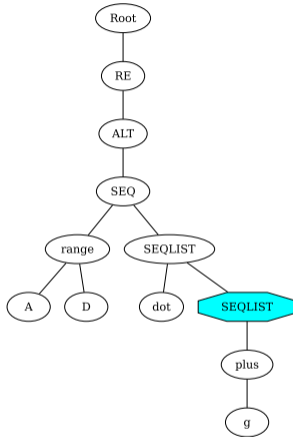 Root
RE
ALT
SEQ
range SEQLIST
A D dot SEQLIST
plus
g